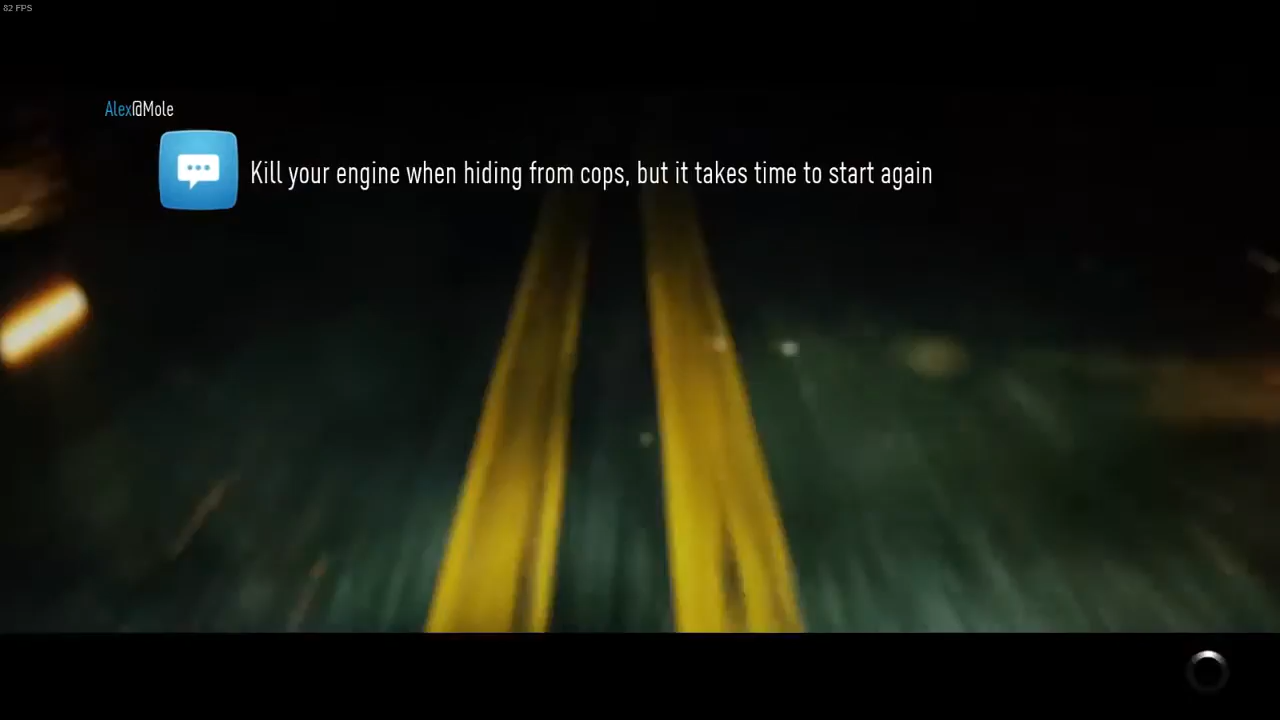 82 FPS
Alex@Mole
Kill your engine when hiding from cops, but it takes time to start again